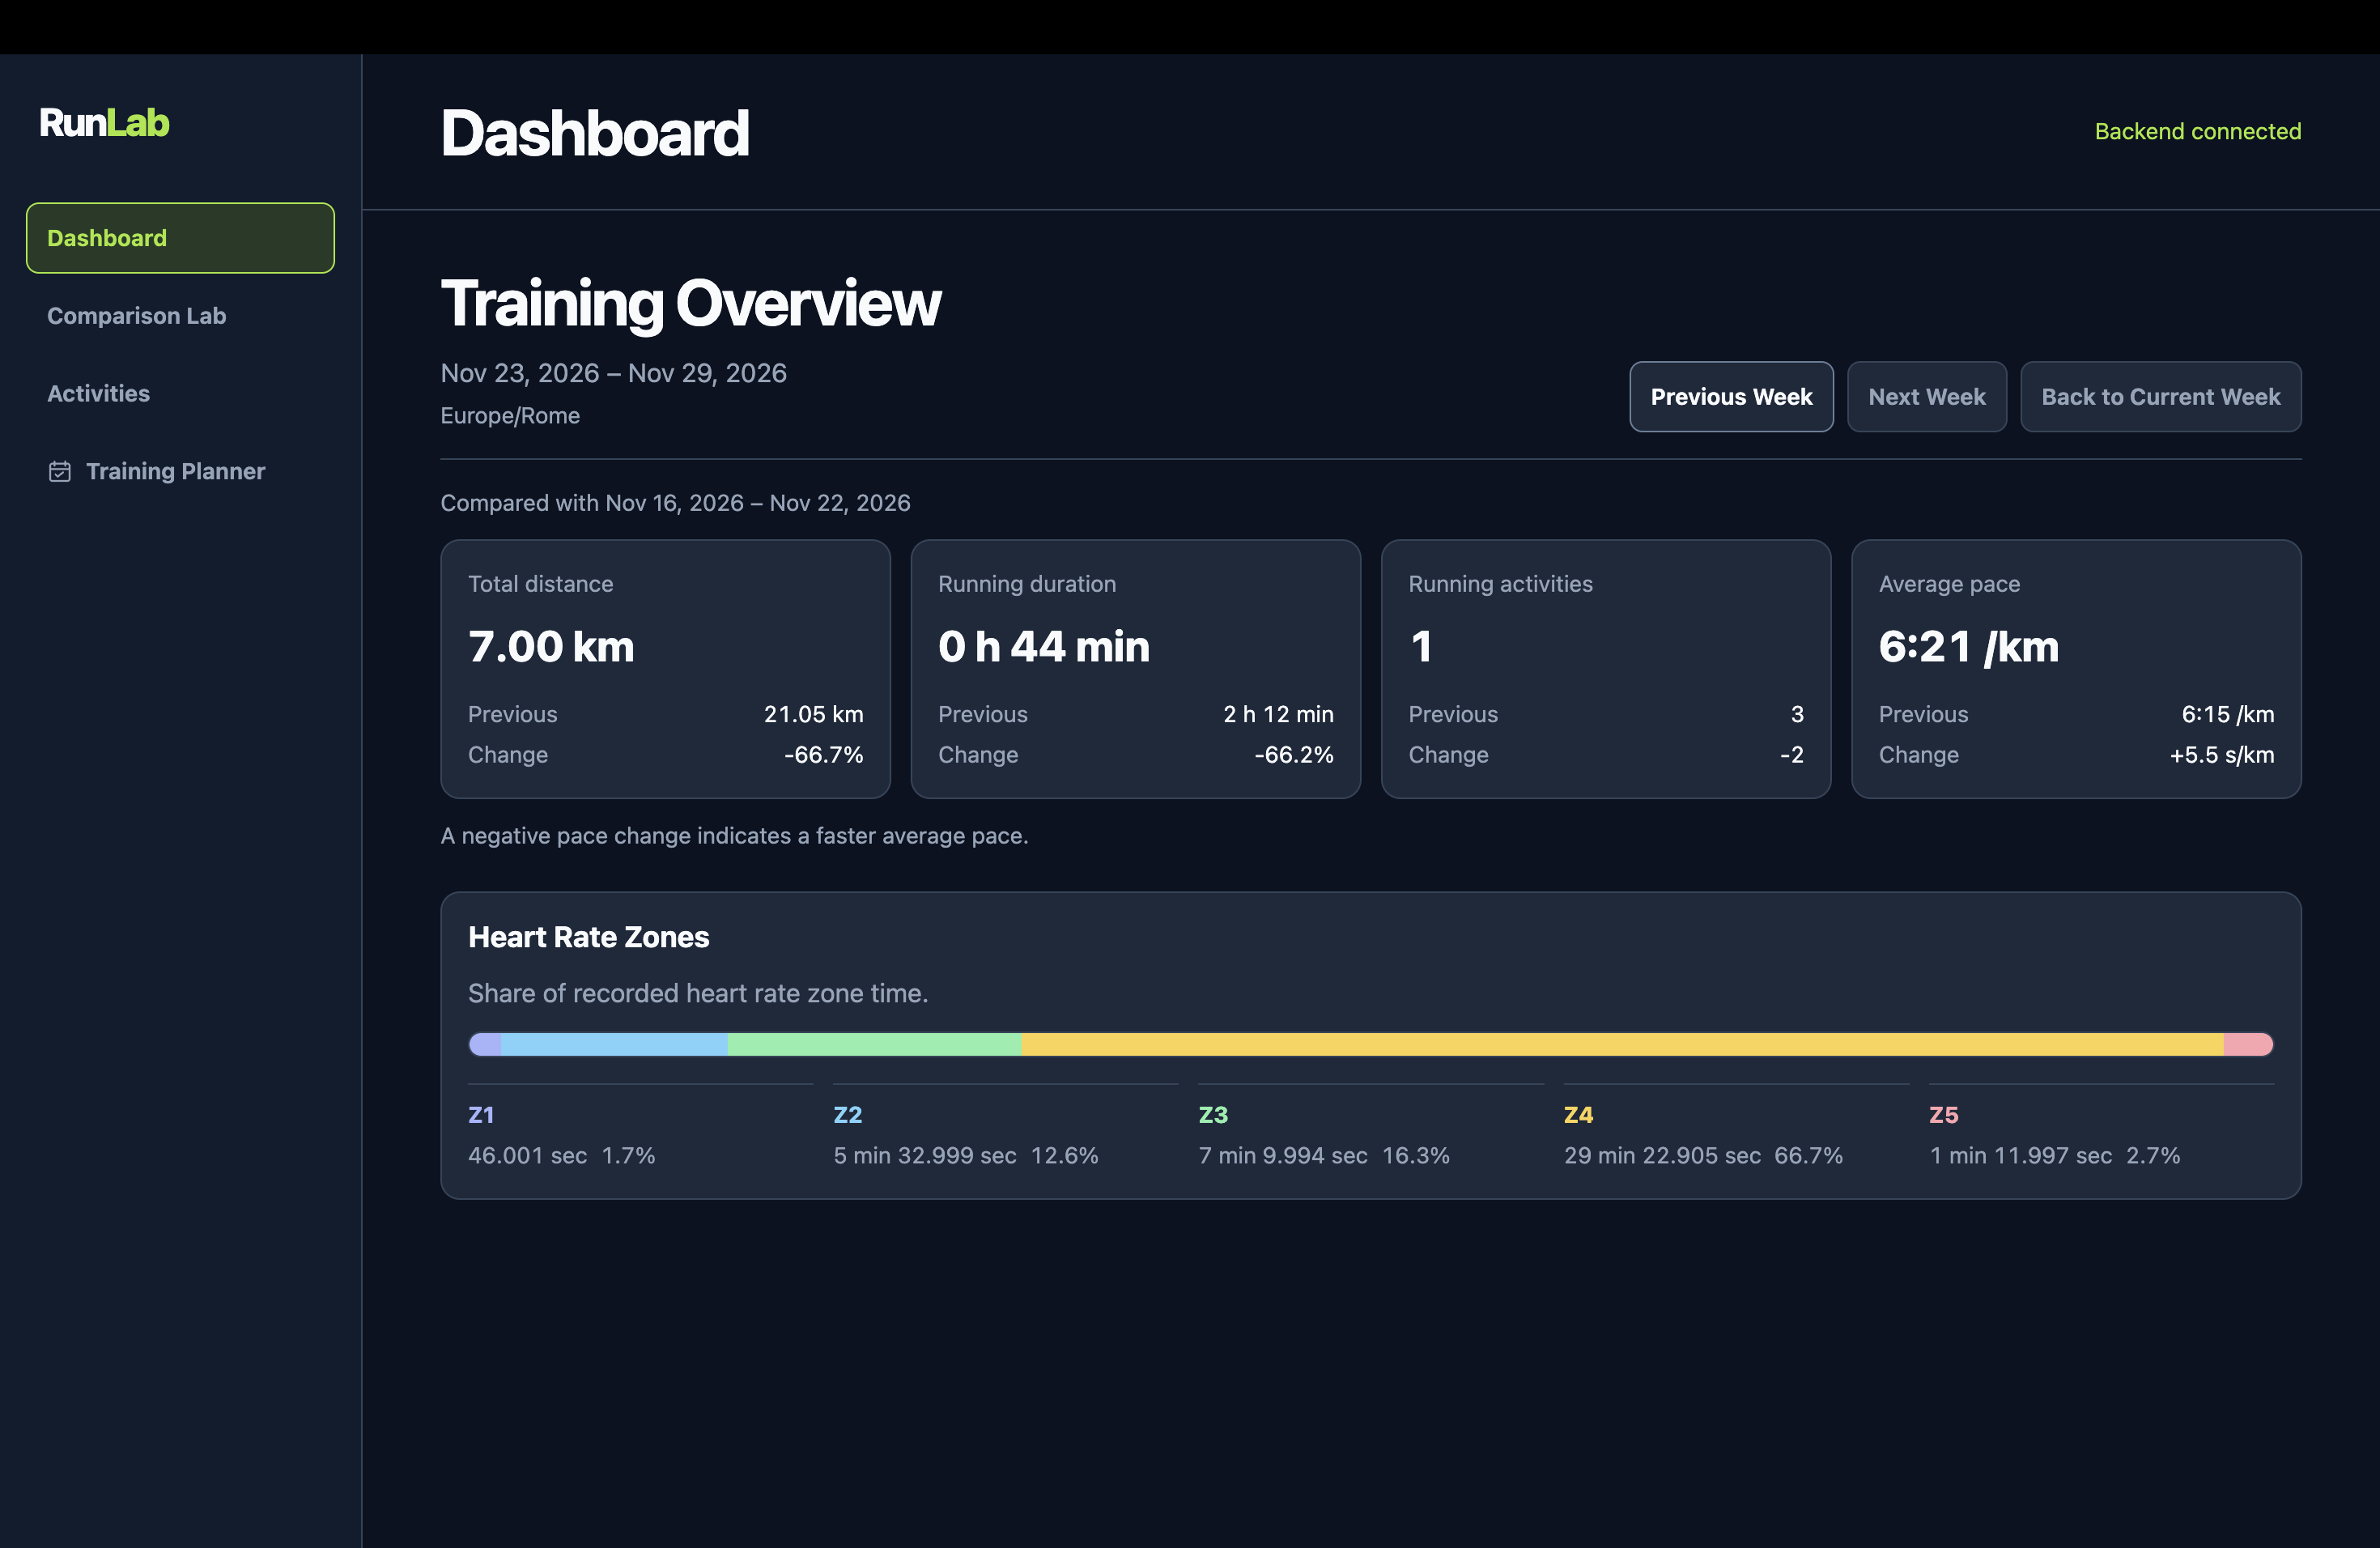 RunLab
Dashboard
Comparison Lab
Activities
Training Planner
Dashboard
Backend connected
Training Overview
Nov 23, 2026 – Nov 29, 2026
Europe/Rome
Previous Week
Next Week
Back to Current Week
Compared with Nov 16, 2026 – Nov 22, 2026
Total distance
7.00 km
Previous 21.05 km
Change -66.7%
Running duration
0 h 44 min
Previous 2 h 12 min
Change -66.2%
Running activities
1
Previous 3
Change -2
Average pace
6:21 /km
Previous 6:15 /km
Change +5.5 s/km
A negative pace change indicates a faster average pace.
Heart Rate Zones
Share of recorded heart rate zone time.
Z1
46.001 sec 1.7%
Z2
5 min 32.999 sec 12.6%
Z3
7 min 9.994 sec 16.3%
Z4
29 min 22.905 sec 66.7%
Z5
1 min 11.997 sec 2.7%